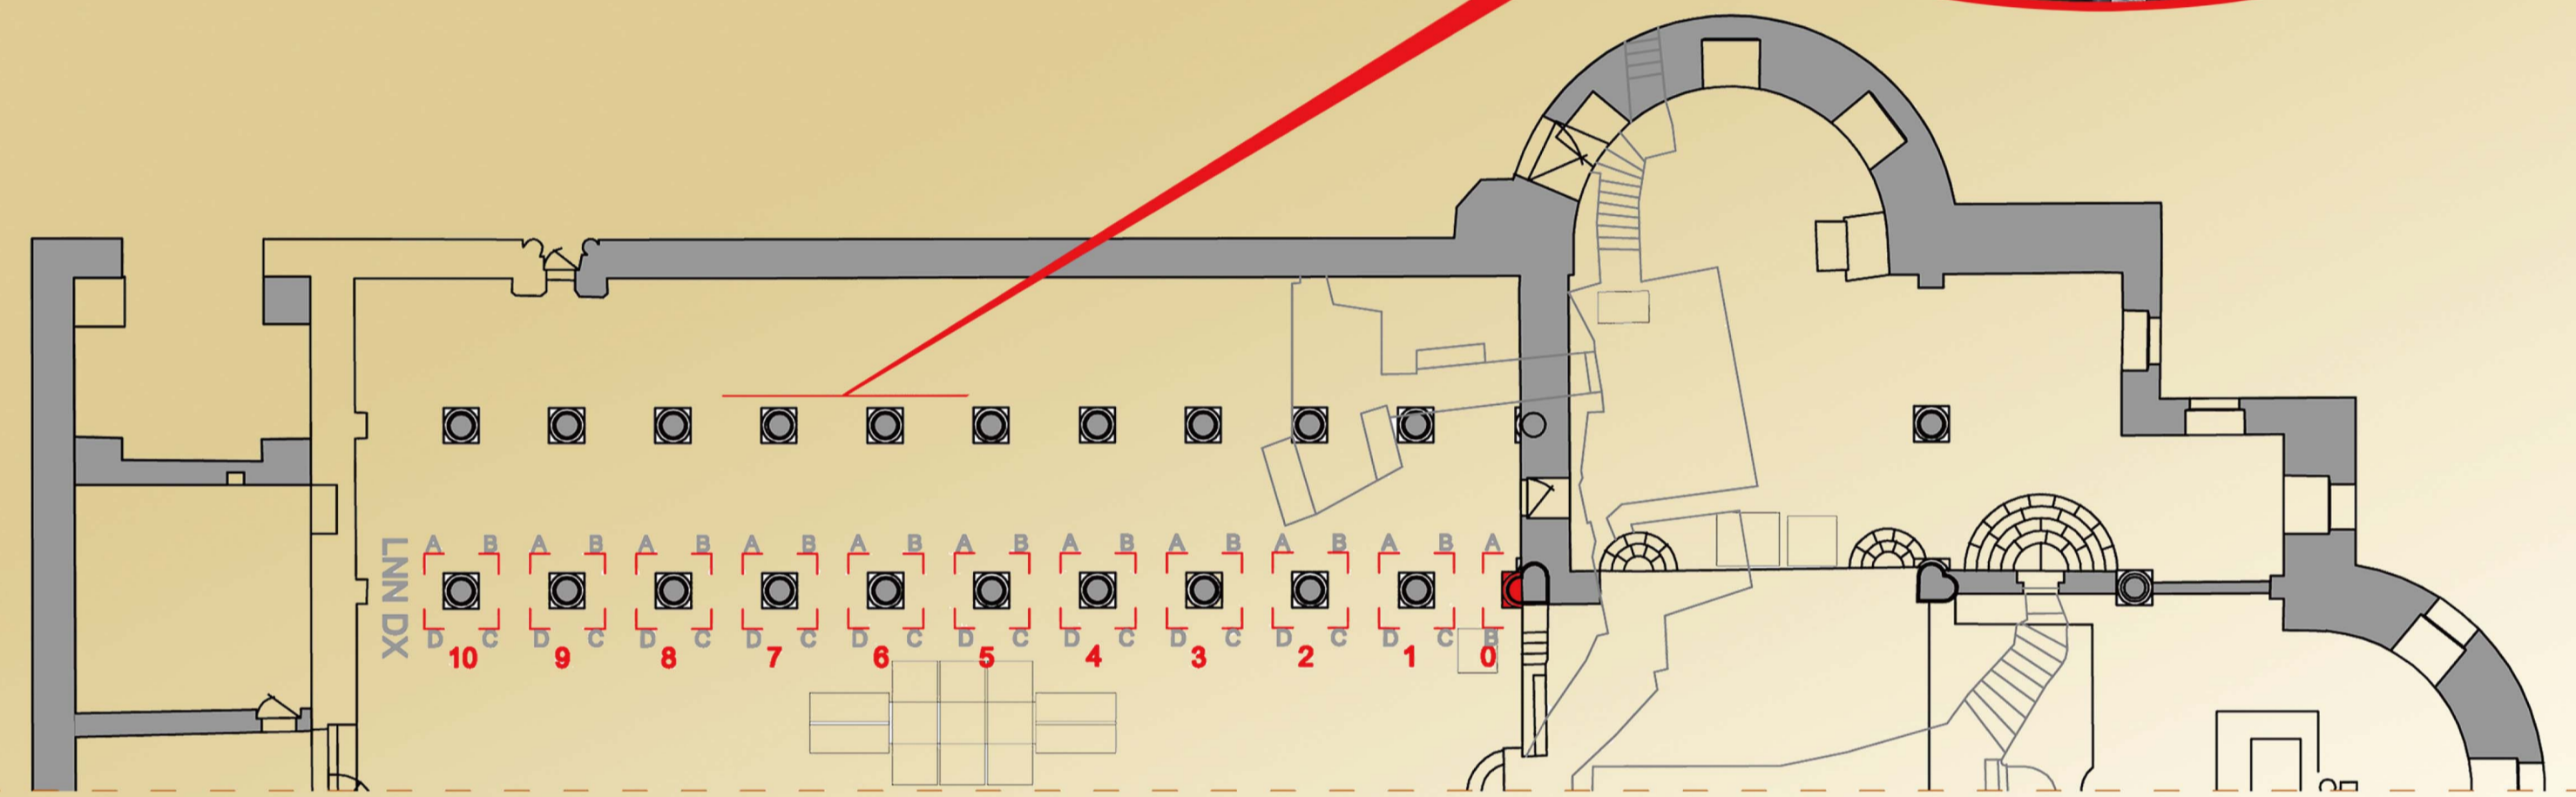 A B A B A B A B A B A B A B A B A B A B A
LNN DX
D C D C D C D C D C D C D C D C D C D C B
10 9 8 7 6 5 4 3 2 1 0